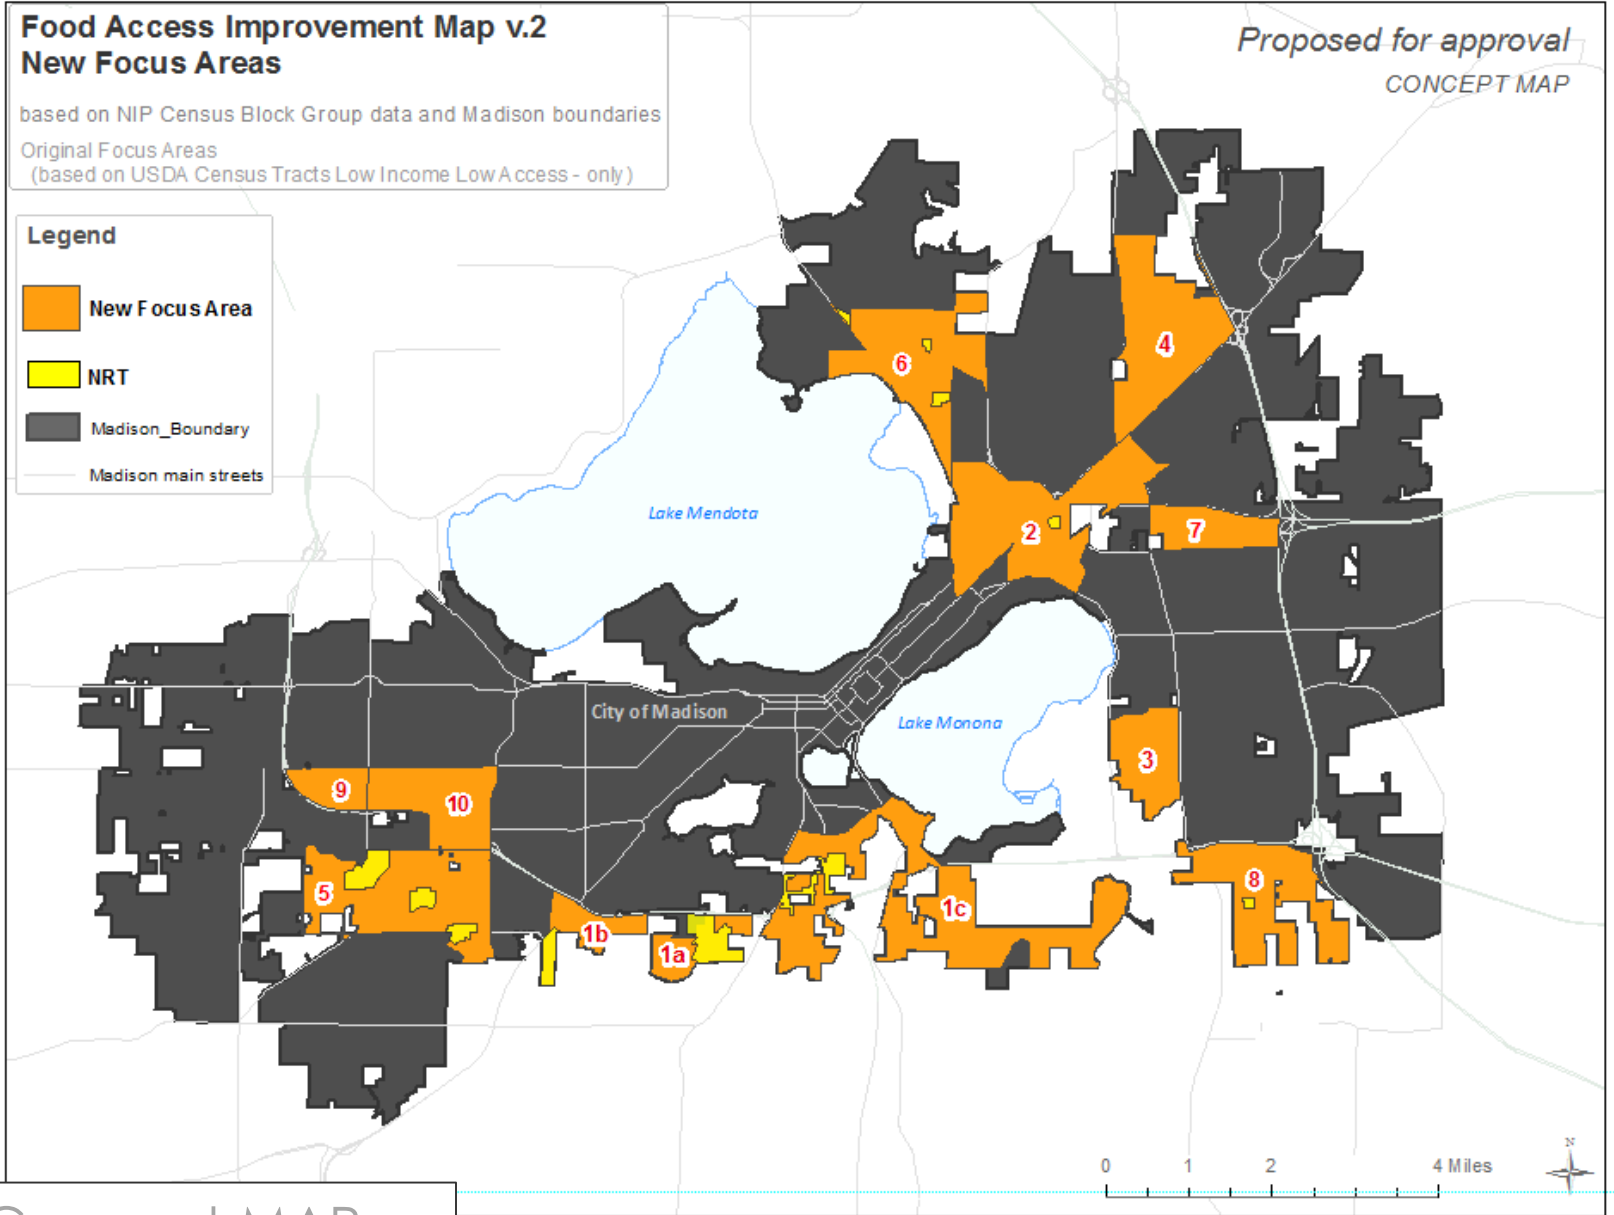 Food Access Improvement Map v.2
New Focus Areas
based on NIP Census Block Group data and Madison boundaries
Original Focus Areas
(based on USDA Census Tracts Low Income Low Access - only)
Proposed for approval
CONCEPT MAP
Legend
New Focus Area
NRT
Madison_Boundary
Madison main streets
6
4
Lake Mendota
2
7
City of Madison
Lake Monona
3
9
10
5
8
1c
1b
1a
N
0 1 2 4 Miles
MAP